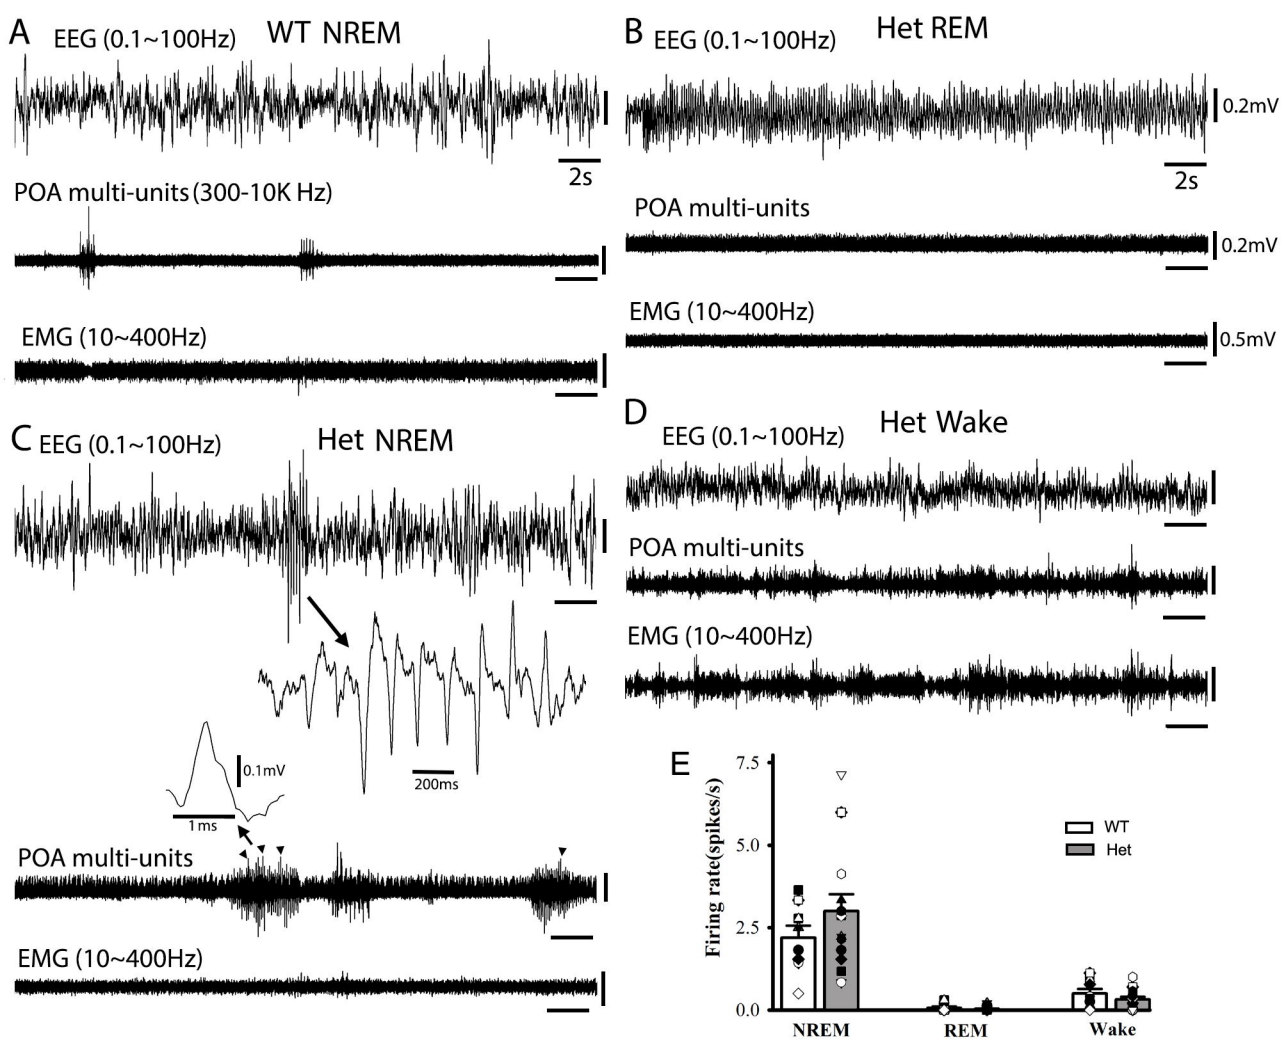 A
EEG (0.1~100Hz)
WT NREM
2s
POA multi-units (300-10K Hz)
EMG (10~400Hz)
B
EEG (0.1~100Hz)
Het REM
0.2mV
2s
POA multi-units
0.2mV
EMG (10~400Hz)
0.5mV
C
EEG (0.1~100Hz)
Het NREM
200ms
0.1mV
1ms
POA multi-units
EMG (10~400Hz)
D
EEG (0.1~100Hz)
Het Wake
POA multi-units
EMG (10~400Hz)
E
Firing rate(spikes/s)
7.5
5.0
2.5
0.0
WT
Het
NREM
REM
Wake